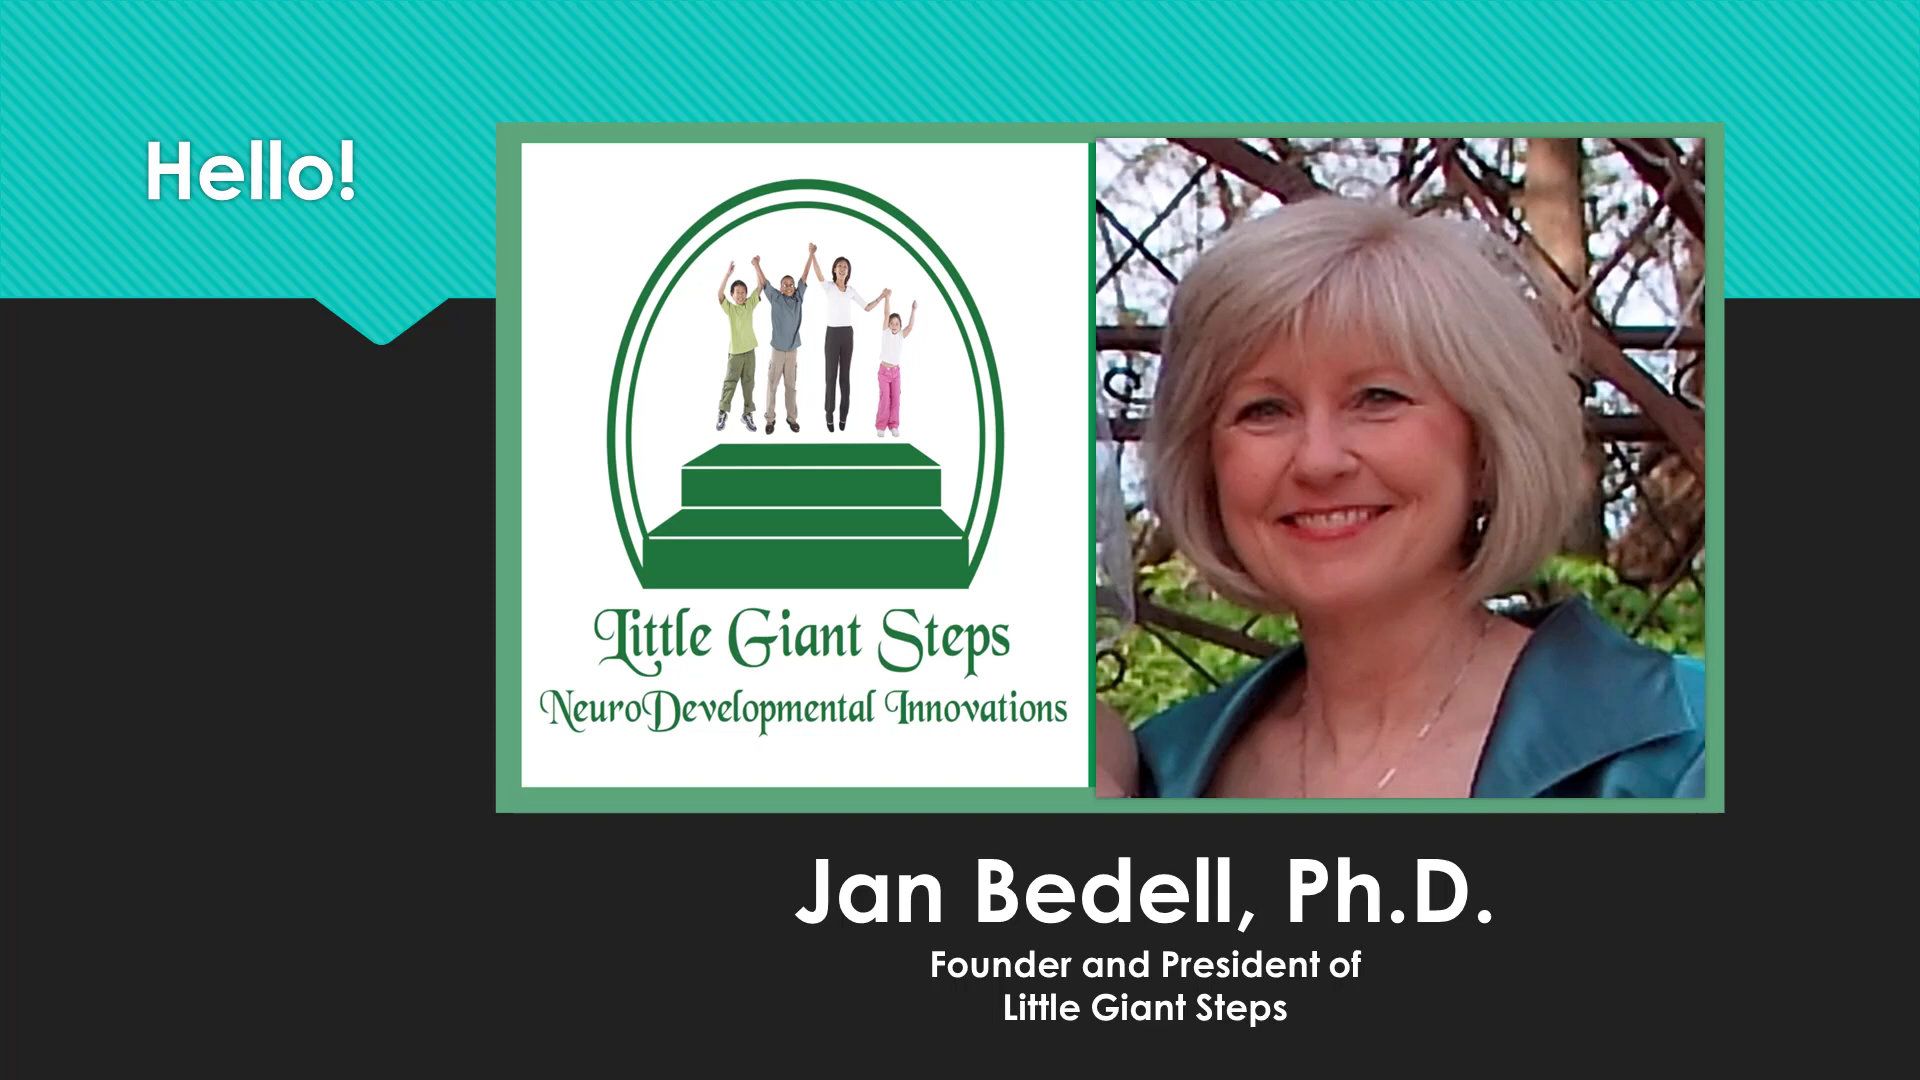 Hello!
Little Giant Steps
NeuroDevelopmental Innovations
Jan Bedell, Ph.D.
Founder and President of
Little Giant Steps